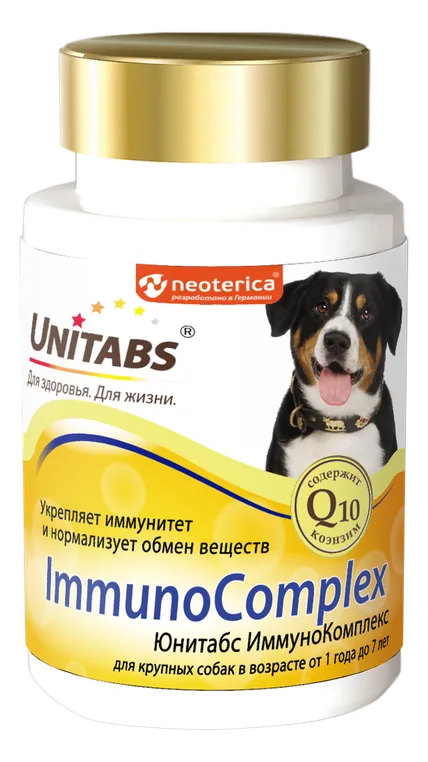 neoterica®
разработано в Германии
UNITABS®
Для здоровья. Для жизни.
содержит
Q10
коэнзим
Укрепляет иммунитет
и нормализует обмен веществ
ImmunoComplex
Юнитабс ИммуноКомплекс
для крупных собак в возрасте от 1 года до 7 лет